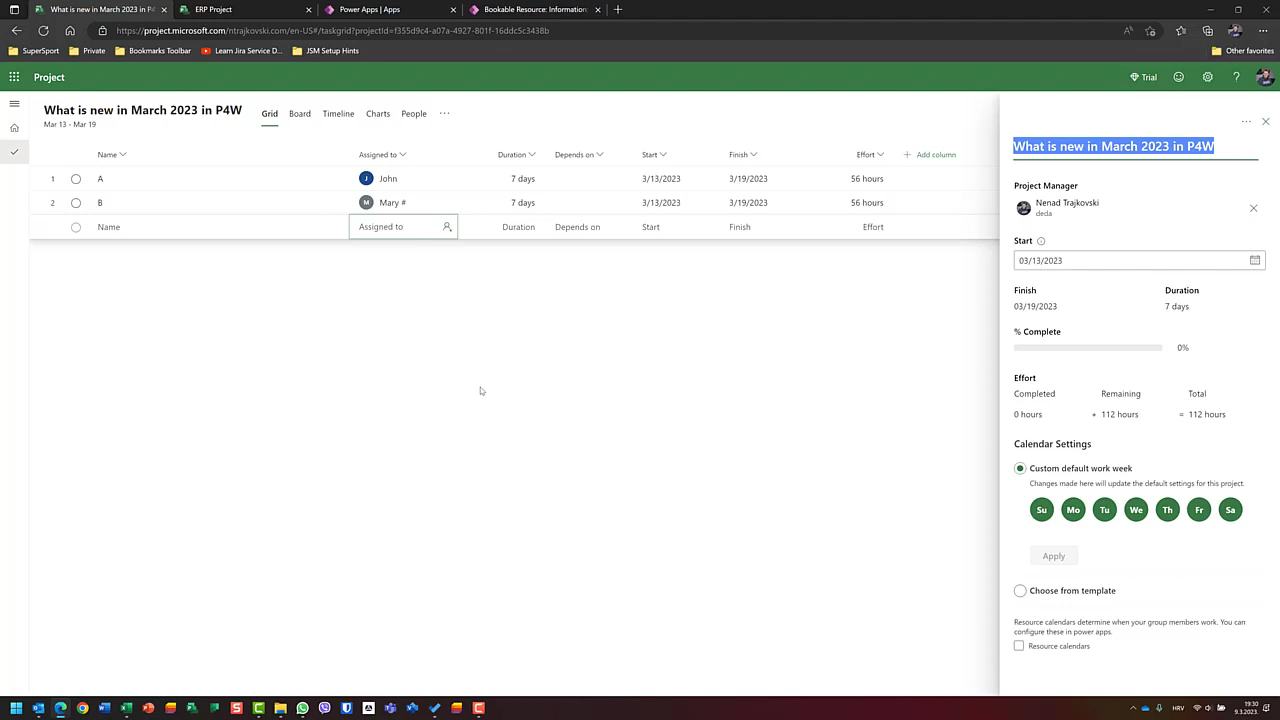 What is new in March 2023 in P4W
ERP Project
Power Apps | Apps
Bookable Resource: Information
https://project.microsoft.com/ntrajkovski.com/en-US#/taskgrid?projectId=f355d9c4-a07a-4927-801f-16ddc5c3438b
SuperSport
Private
Bookmarks Toolbar
Learn Jira Service D...
JSM Setup Hints
Other favorites
Project
Trial
What is new in March 2023 in P4W
Mar 13 - Mar 19
Grid Board Timeline Charts People ...
Name Assigned to Duration Depends on Start Finish Effort + Add column
1 A J John 7 days 3/13/2023 3/19/2023 56 hours
2 B M Mary # 7 days 3/13/2023 3/19/2023 56 hours
Name Assigned to Duration Depends on Start Finish Effort
What is new in March 2023 in P4W
Project Manager
Nenad Trajkovski
deda
Start
03/13/2023
Finish Duration
03/19/2023 7 days
% Complete
0%
Effort
Completed Remaining Total
0 hours + 112 hours = 112 hours
Calendar Settings
Custom default work week
Changes made here will update the default settings for this project.
Su Mo Tu We Th Fr Sa
Apply
Choose from template
Resource calendars determine when your group members work. You can
configure these in power apps.
Resource calendars
HRV
19:30
9.3.2023.